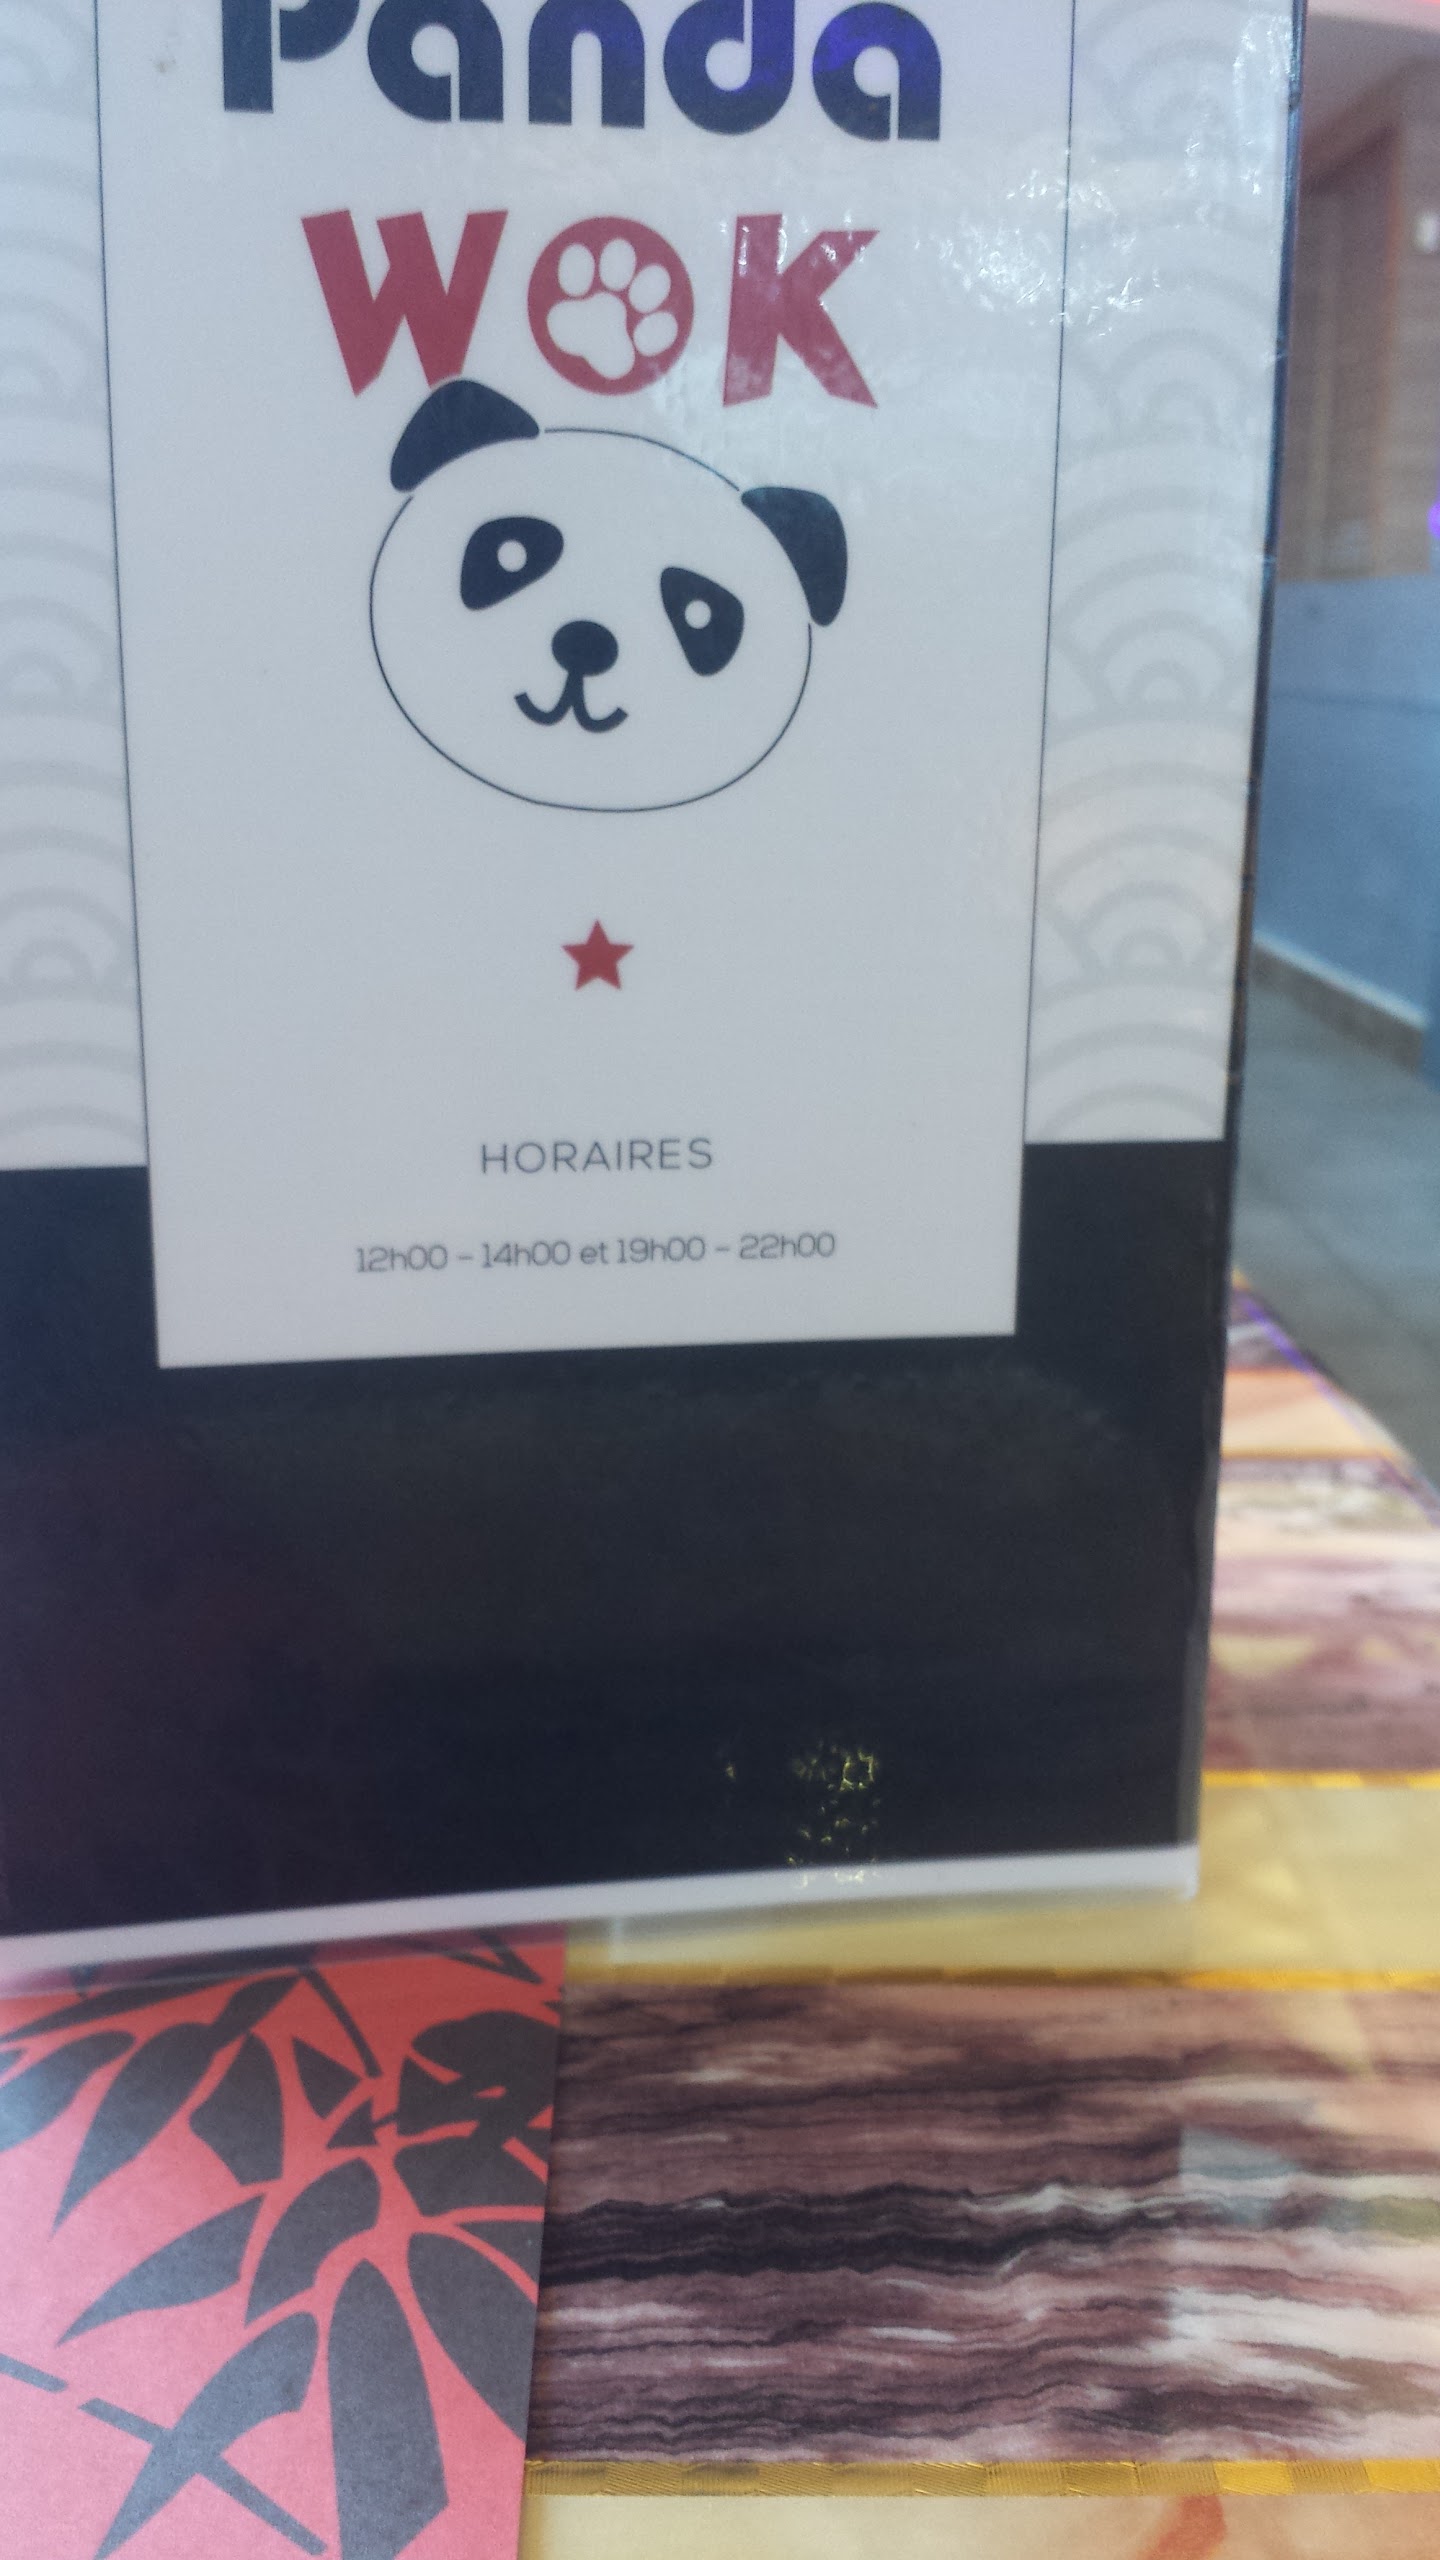 Panda
WOK
HORAIRES
12h00 - 14h00 et 19h00 - 22h00